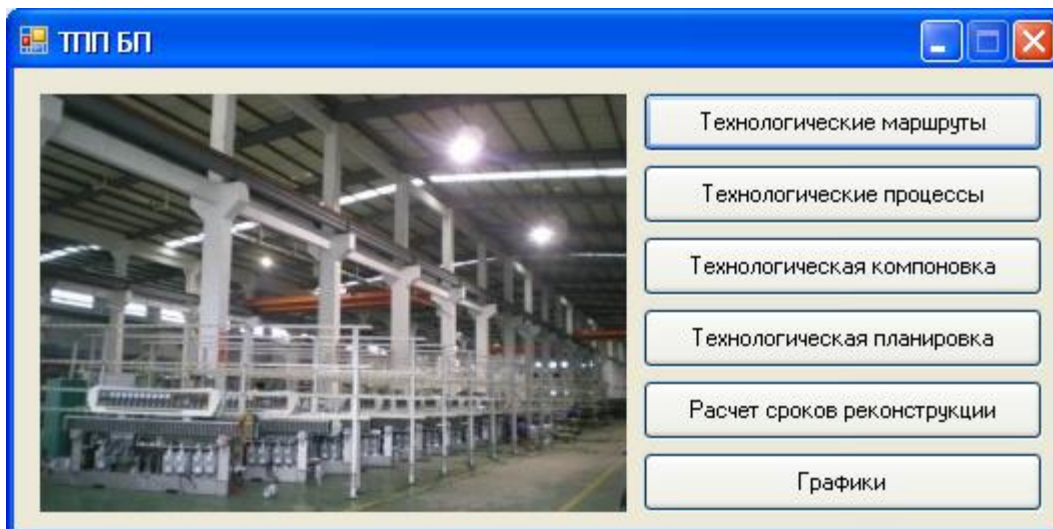 ТПП БП
Технологические маршруты
Технологические процессы
Технологическая компоновка
Технологическая планировка
Расчет сроков реконструкции
Графики